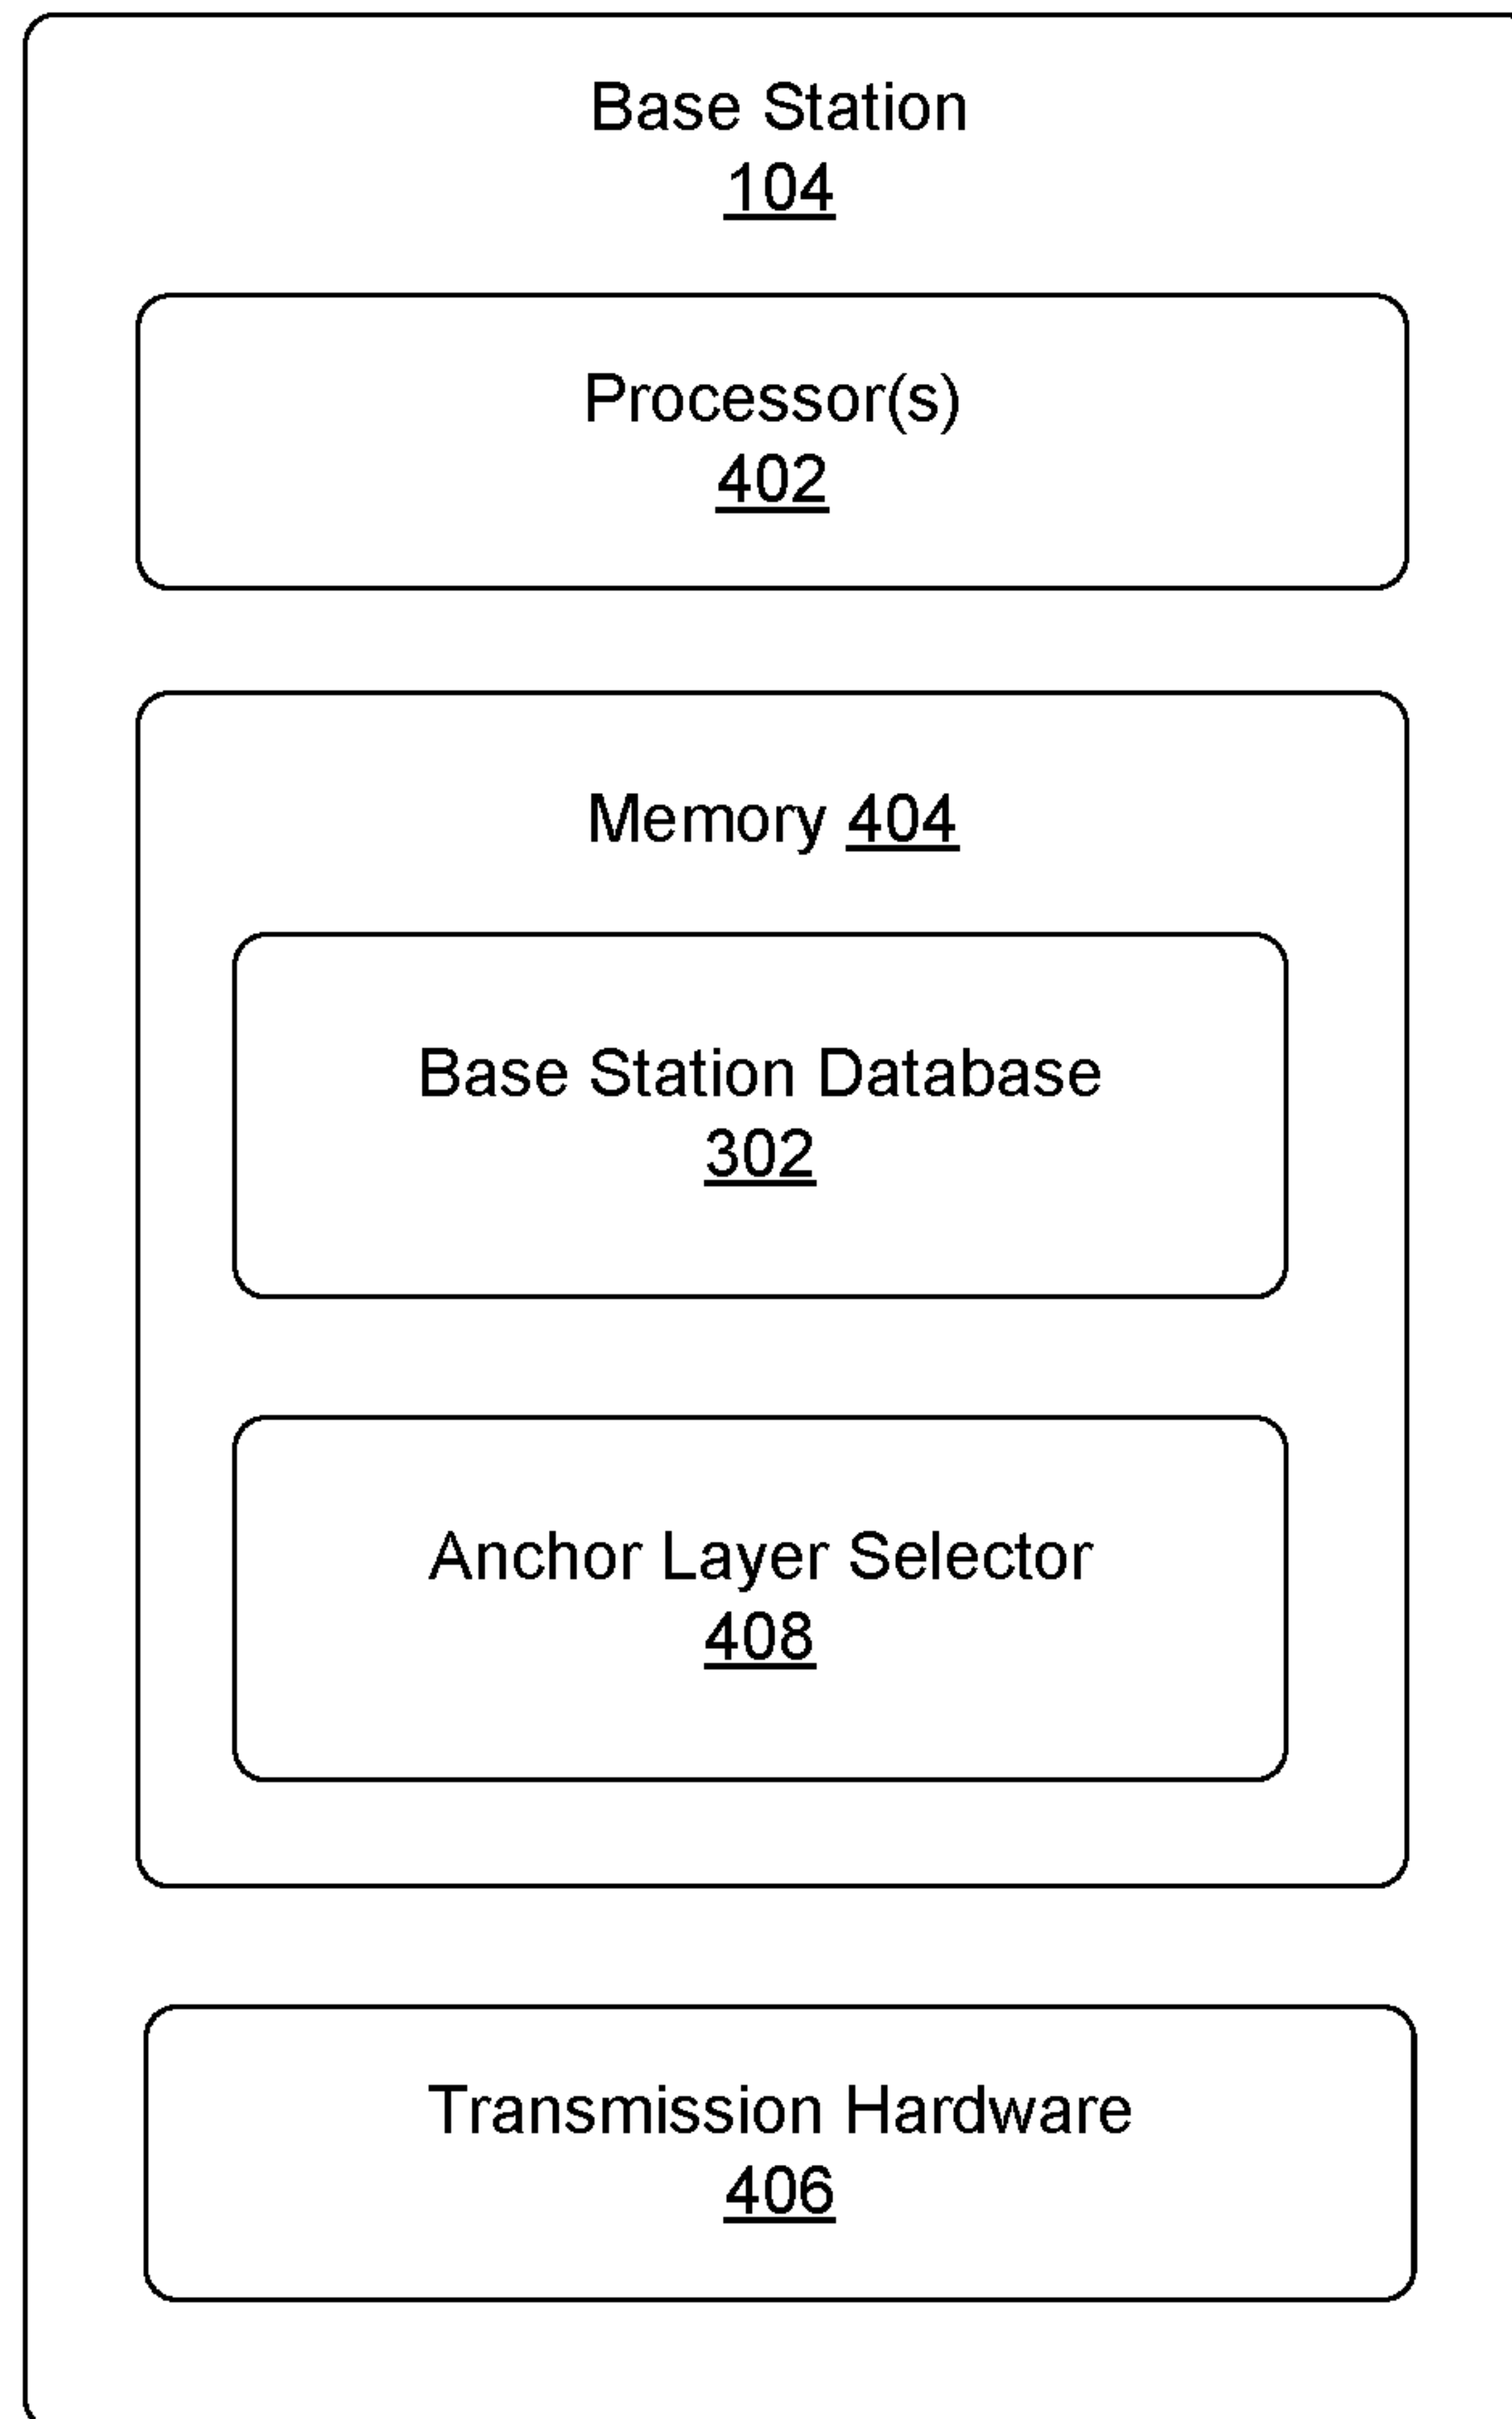 Base Station
104
Processor(s)
402
Memory 404
Base Station Database
302
Anchor Layer Selector
408
Transmission Hardware
406